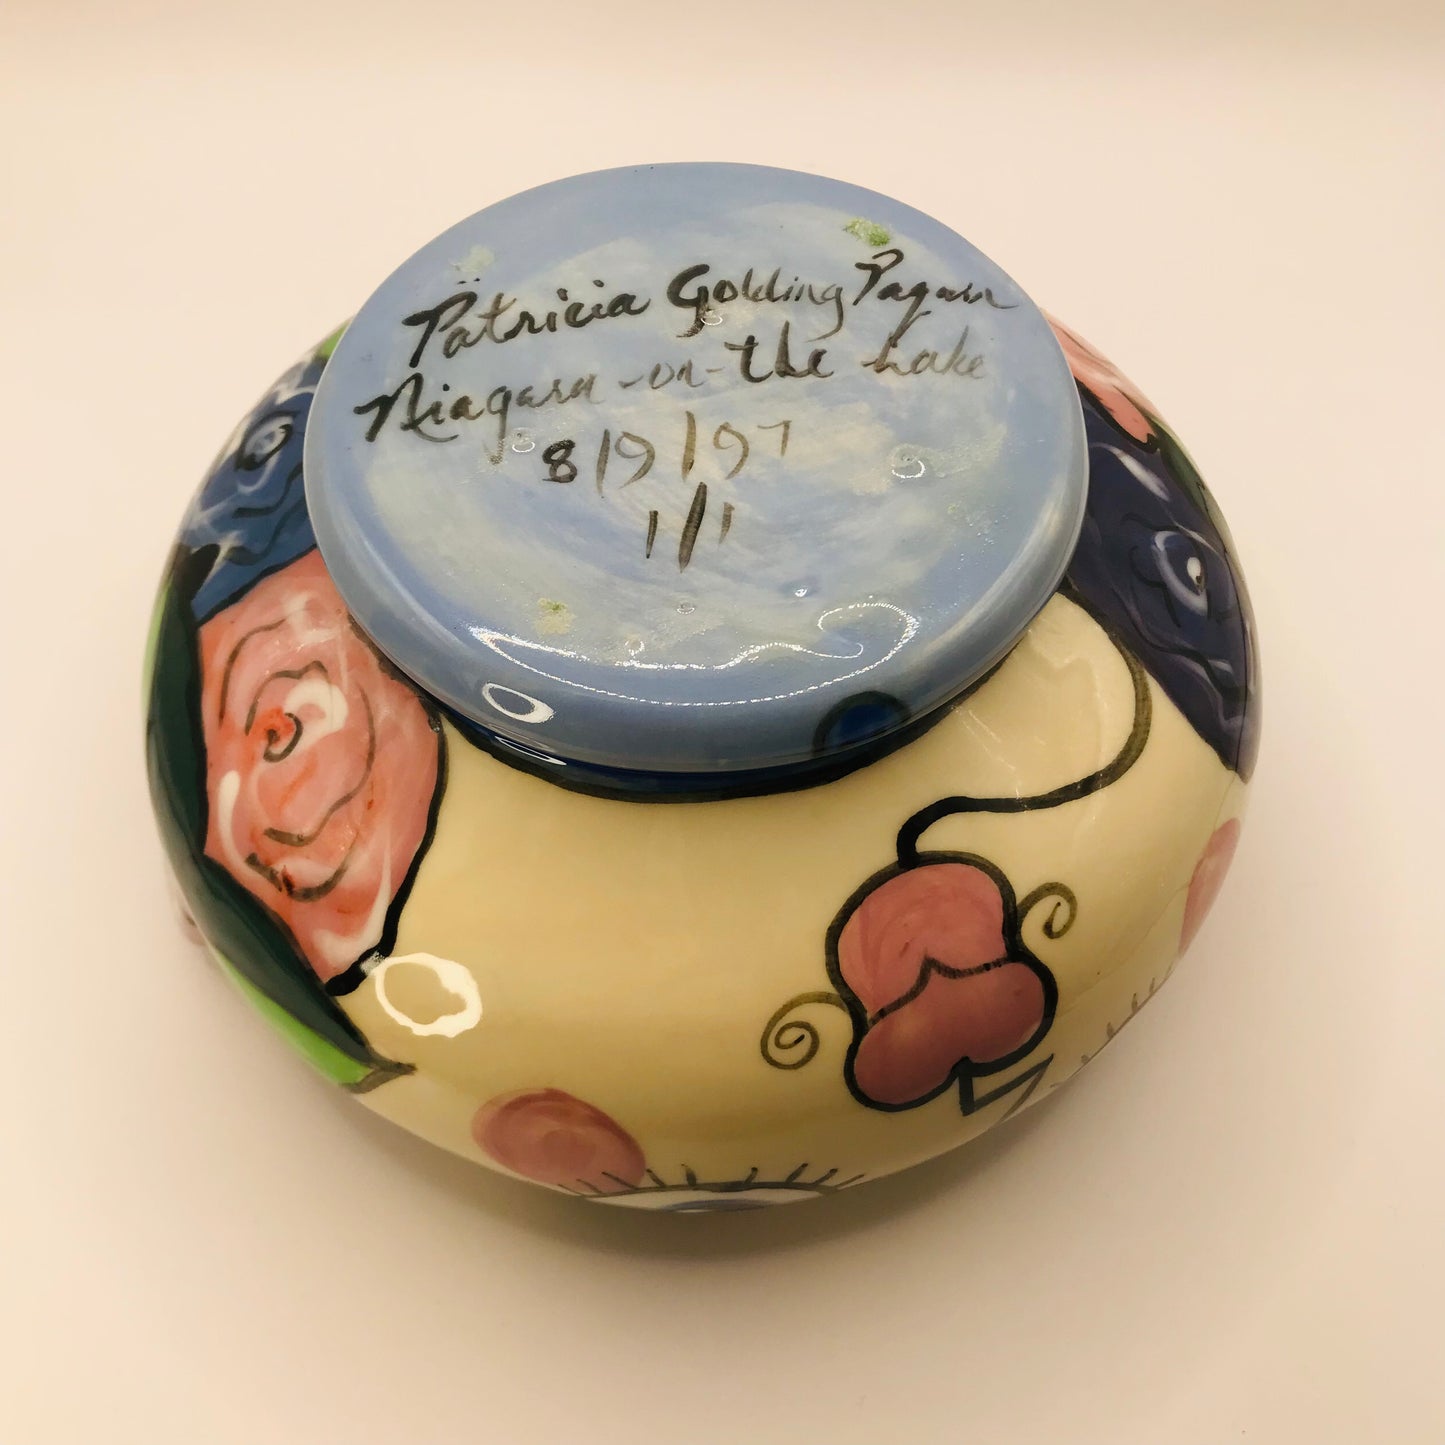 Patricia Golding Pagan
Niagara-on-the Lake
8/9/97
1/1